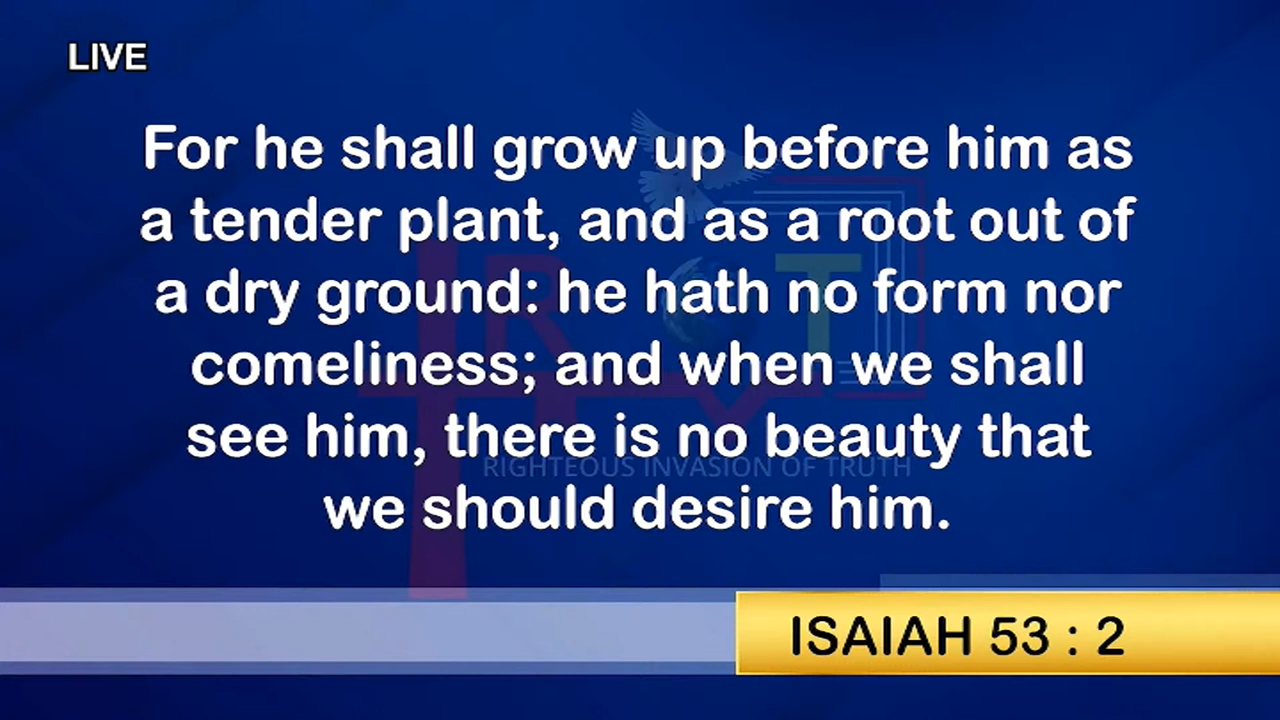 LIVE
For he shall grow up before him as
a tender plant, and as a root out of
a dry ground: he hath no form nor
comeliness; and when we shall
see him, there is no beauty that
we should desire him.
R T
RIGHTEOUS INVASION OF TRUTH
ISAIAH 53 : 2